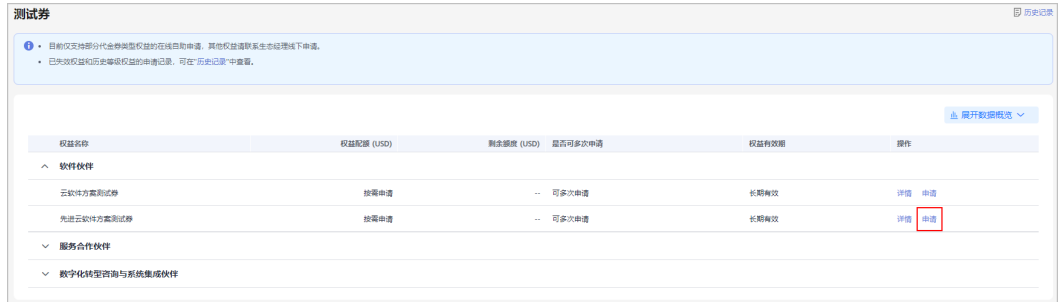 测试券
历史记录
目前仅支持部分代金券类型权益的在线自助申请，其他权益请联系生态经理线下申请。
已失效权益和历史等级权益的申请记录，可在"历史记录"中查看。
展开数据概览
权益名称 权益配额 (USD) 剩余额度 (USD) 是否可多次申请 权益有效期 操作
软件伙伴
云软件方案测试券 按需申请 -- 可多次申请 长期有效 详情 申请
先进云软件方案测试券 按需申请 -- 可多次申请 长期有效 详情 申请
服务合作伙伴
数字化转型咨询与系统集成伙伴